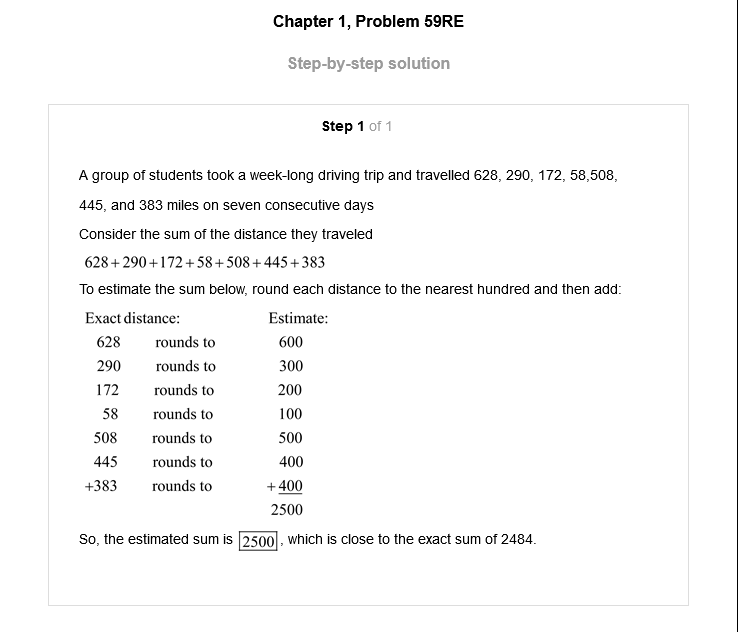 Chapter 1, Problem 59RE
Step-by-step solution
Step 1 of 1
A group of students took a week-long driving trip and travelled 628, 290, 172, 58,508,
445, and 383 miles on seven consecutive days
Consider the sum of the distance they traveled
628+290+172+58+508+445+383
To estimate the sum below, round each distance to the nearest hundred and then add:
Exact distance: Estimate:
628 rounds to 600
290 rounds to 300
172 rounds to 200
58 rounds to 100
508 rounds to 500
445 rounds to 400
+383 rounds to +400
2500
So, the estimated sum is 2500, which is close to the exact sum of 2484.